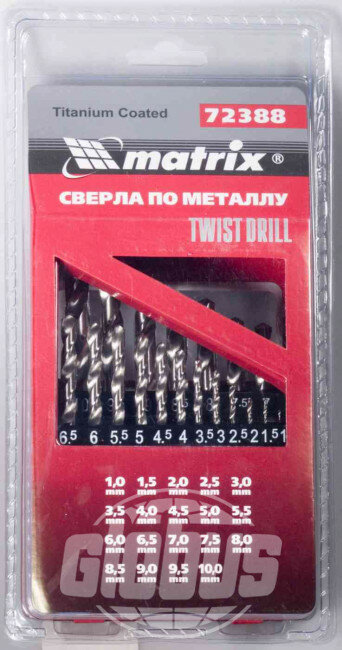 Titanium Coated 72388
matrix®
СВЕРЛА ПО МЕТАЛЛУ
TWIST DRILL
6.5 6 5.5 5 4.5 4 3.5 3 2.5 2 1.5 1
1,0 1,5 2,0 2,5 3,0
mm mm mm mm mm
3,5 4,0 4,5 5,0 5,5
mm mm mm mm mm
6,0 6,5 7,0 7,5 8,0
mm mm mm mm mm
8,5 9,0 9,5 10,0
mm mm mm mm
GLOBUS